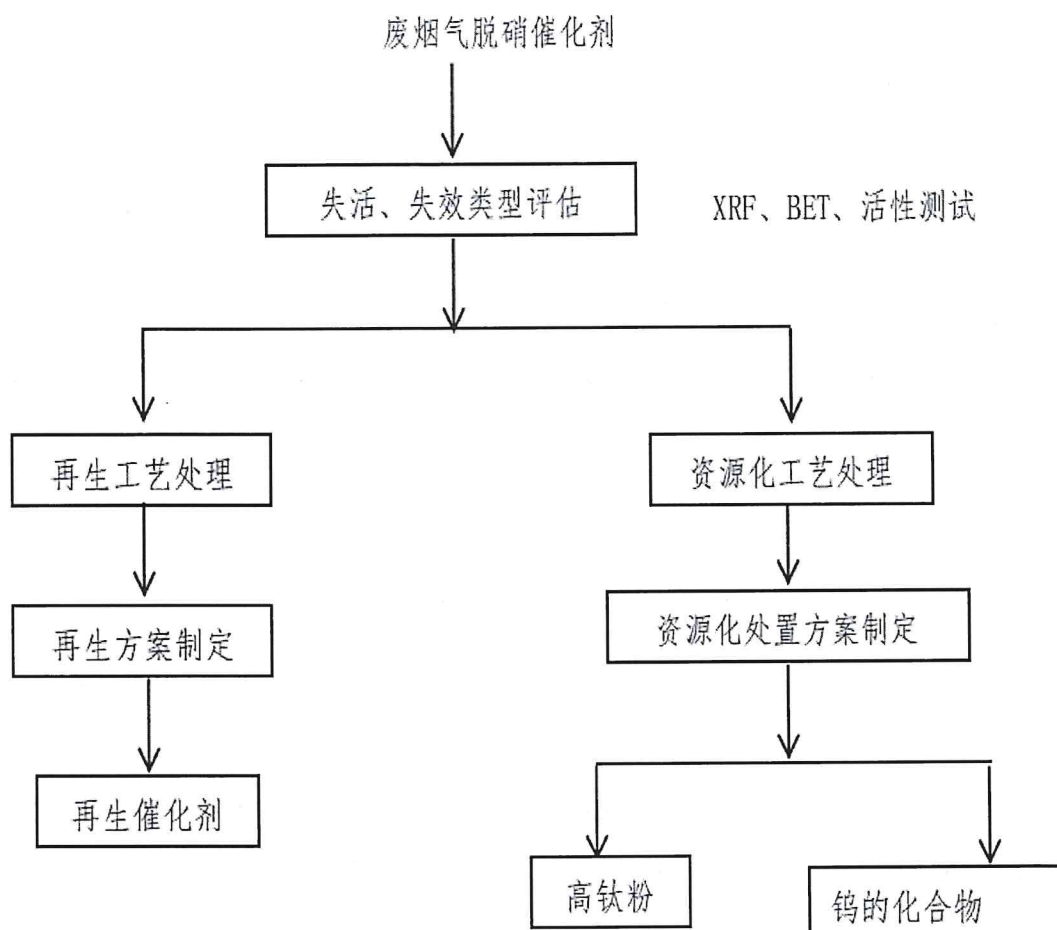 废烟气脱硝催化剂
失活、失效类型评估
XRF、BET、活性测试
再生工艺处理
资源化工艺处理
再生方案制定
资源化处置方案制定
再生催化剂
高钛粉
钨的化合物